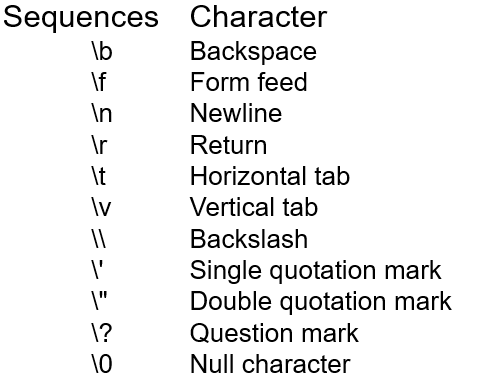 Sequences Character
\b Backspace
\f Form feed
\n Newline
\r Return
\t Horizontal tab
\v Vertical tab
\\ Backslash
\' Single quotation mark
\" Double quotation mark
\? Question mark
\0 Null character